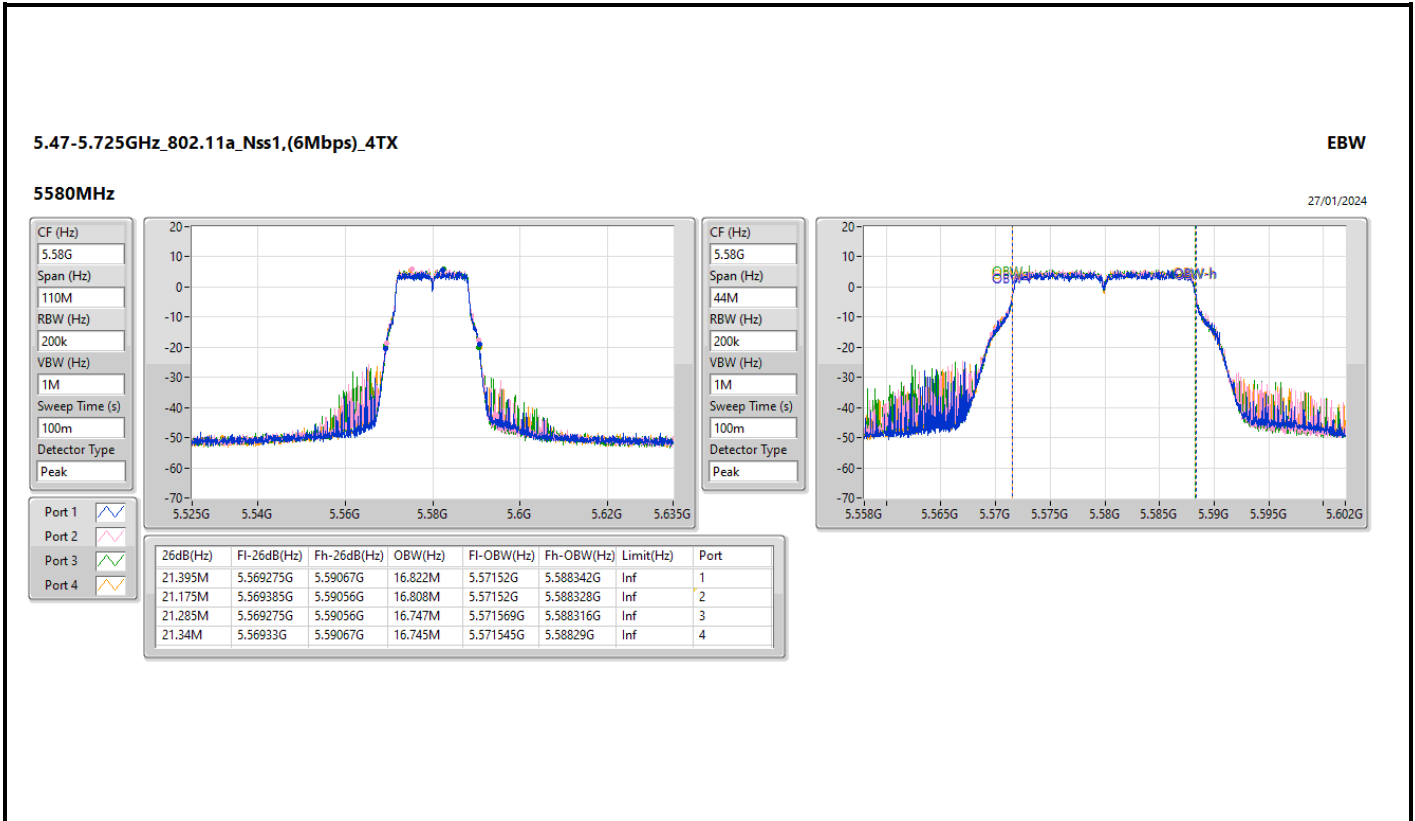 5.47-5.725GHz_802.11a_Nss1,(6Mbps)_4TX
EBW
5580MHz
27/01/2024
CF (Hz)
5.58G
Span (Hz)
110M
RBW (Hz)
200k
VBW (Hz)
1M
Sweep Time (s)
100m
Detector Type
Peak
20
10
0
-10
-20
-30
-40
-50
-60
-70
5.525G 5.54G 5.56G 5.58G 5.6G 5.62G 5.635G
CF (Hz)
5.58G
Span (Hz)
44M
RBW (Hz)
200k
VBW (Hz)
1M
Sweep Time (s)
100m
Detector Type
Peak
20
10
0
-10
-20
-30
-40
-50
-60
-70
OBW-h
5.558G 5.565G 5.57G 5.575G 5.58G 5.585G 5.59G 5.595G 5.602G
Port 1
Port 2
Port 3
Port 4
26dB(Hz) Fl-26dB(Hz) Fh-26dB(Hz) OBW(Hz) Fl-OBW(Hz) Fh-OBW(Hz) Limit(Hz) Port
21.395M 5.569275G 5.59067G 16.822M 5.57152G 5.588342G Inf 1
21.175M 5.569385G 5.59056G 16.808M 5.57152G 5.588328G Inf 2
21.285M 5.569275G 5.59056G 16.747M 5.571569G 5.588316G Inf 3
21.34M 5.56933G 5.59067G 16.745M 5.571545G 5.58829G Inf 4